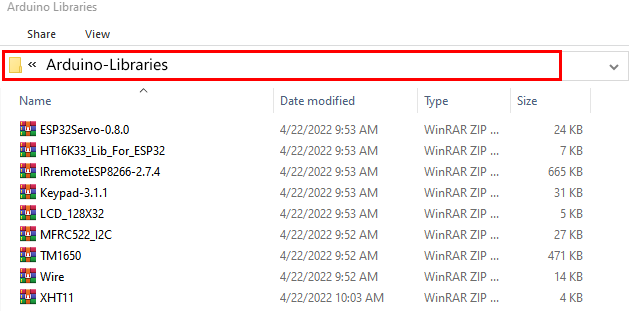 Arduino Libraries
Share View
« Arduino-Libraries
Name Date modified Type Size
ESP32Servo-0.8.0 4/22/2022 9:53 AM WinRAR ZIP ... 24 KB
HT16K33_Lib_For_ESP32 4/22/2022 9:53 AM WinRAR ZIP ... 7 KB
IRremoteESP8266-2.7.4 4/22/2022 9:53 AM WinRAR ZIP ... 665 KB
Keypad-3.1.1 4/22/2022 9:53 AM WinRAR ZIP ... 31 KB
LCD_128X32 4/22/2022 9:53 AM WinRAR ZIP ... 5 KB
MFRC522_I2C 4/22/2022 9:52 AM WinRAR ZIP ... 27 KB
TM1650 4/22/2022 9:52 AM WinRAR ZIP ... 471 KB
Wire 4/22/2022 9:52 AM WinRAR ZIP ... 14 KB
XHT11 4/22/2022 10:03 AM WinRAR ZIP ... 4 KB